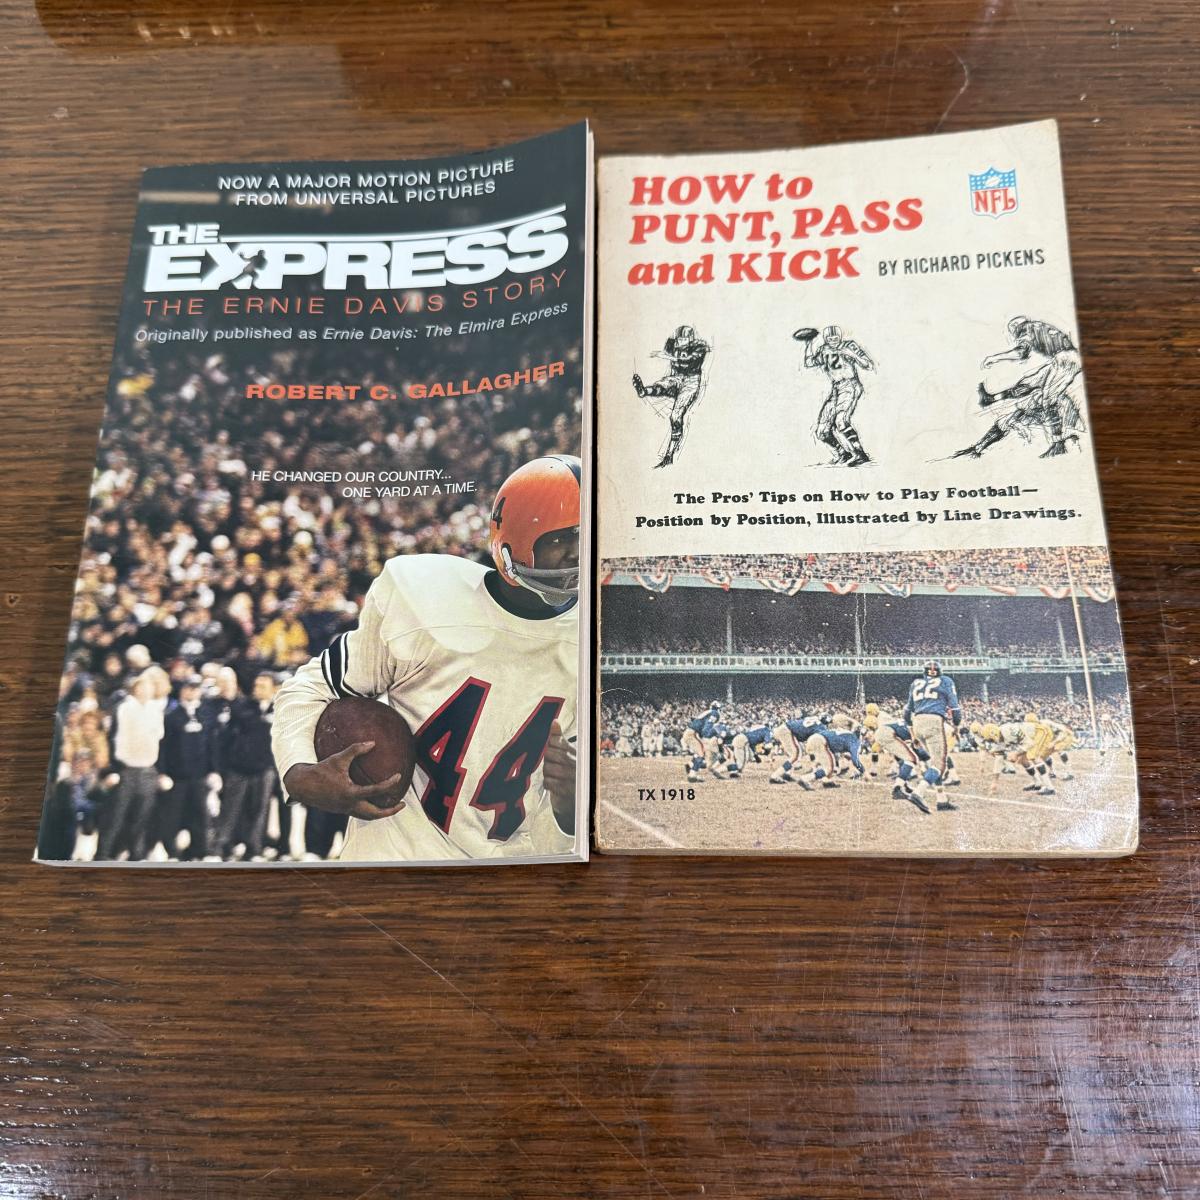 NOW A MAJOR MOTION PICTURE
FROM UNIVERSAL PICTURES
THE
EXPRESS
THE ERNIE DAVIS STORY
Originally published as Ernie Davis: The Elmira Express
ROBERT C. GALLAGHER
HE CHANGED OUR COUNTRY...
ONE YARD AT A TIME.
4
44
HOW to
PUNT, PASS
and KICK
BY RICHARD PICKENS
NFL
12
The Pros' Tips on How to Play Football—
Position by Position, Illustrated by Line Drawings.
22
TX 1918